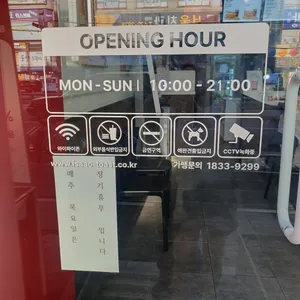 OPENING HOUR
MON - SUN | 10:00 - 21:00
와이파이존
외부음식반입금지
금연구역
애완견출입금지
CCTV녹화중
가맹문의 1833-9299
매주 목요일은
정기휴무 입니다